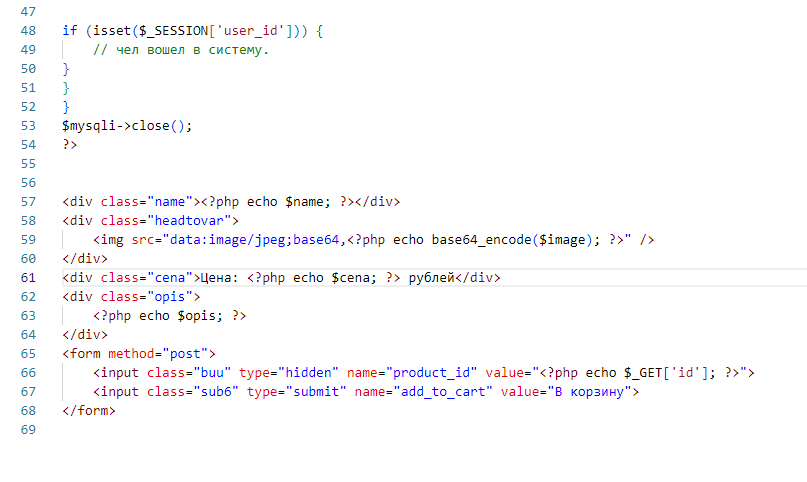 47
48 if (isset($_SESSION['user_id'])) {
49 // чел вошел в систему.
50 }
51 }
52 }
53 $mysqli->close();
54 ?>
55
56
57 <div class="name"><?php echo $name; ?></div>
58 <div class="headtovar">
59 <img src="data:image/jpeg;base64,<?php echo base64_encode($image); ?>" />
60 </div>
61 <div class="cena">Цена: <?php echo $cena; ?> рублей</div>
62 <div class="opis">
63 <?php echo $opis; ?>
64 </div>
65 <form method="post">
66 <input class="buu" type="hidden" name="product_id" value="<?php echo $_GET['id']; ?>">
67 <input class="sub6" type="submit" name="add_to_cart" value="В корзину">
68 </form>
69